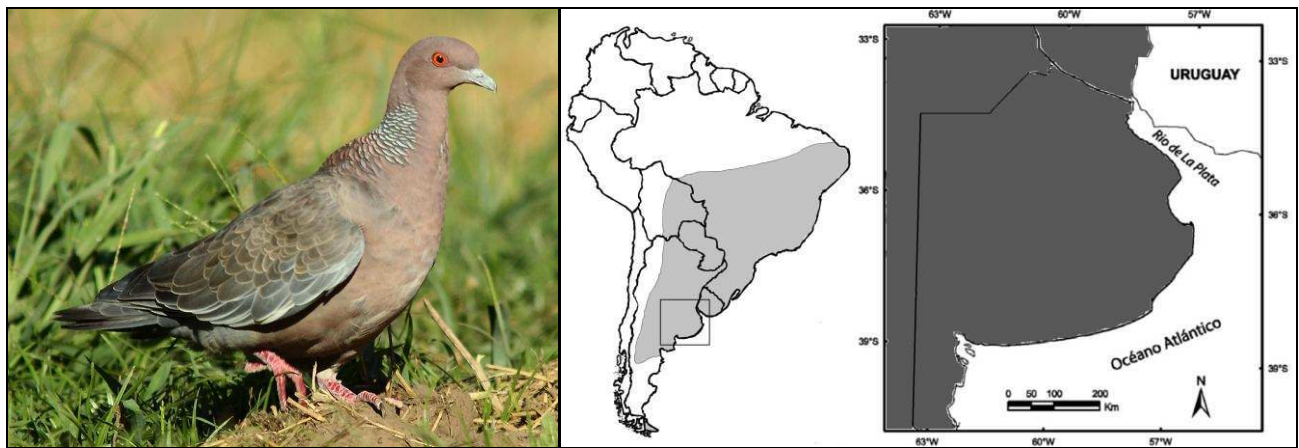 63°W 60°W 57°W
33°S 33°S
URUGUAY
Río de La Plata
36°S 36°S
39°S 39°S
Océano Atlántico
0 50 100 200
Km
N
63°W 60°W 57°W